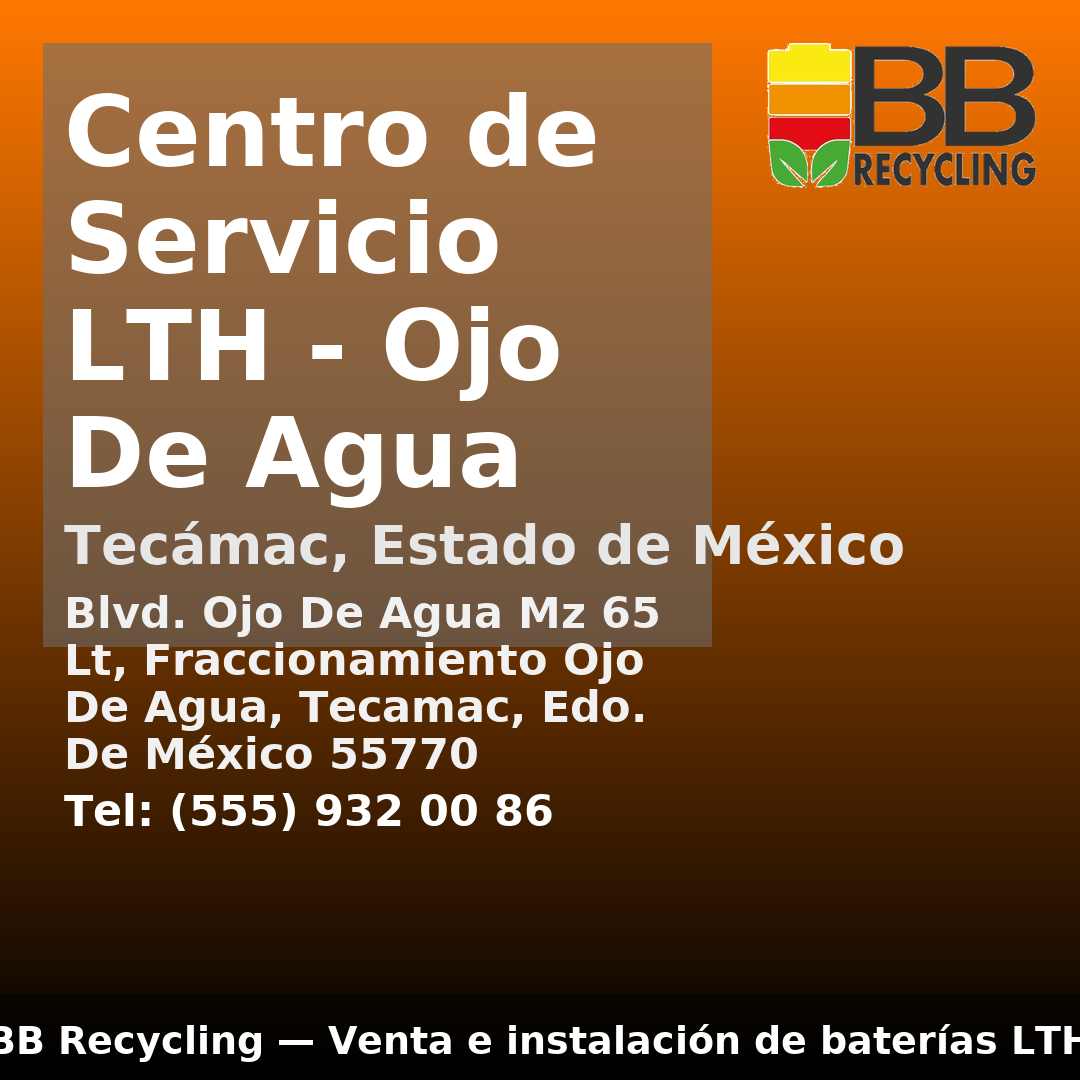 Centro de
Servicio
LTH - Ojo
De Agua
Tecámac, Estado de México
Blvd. Ojo De Agua Mz 65
Lt, Fraccionamiento Ojo
De Agua, Tecamac, Edo.
De México 55770
Tel: (555) 932 00 86
BB
RECYCLING
BB Recycling — Venta e instalación de baterías LTH